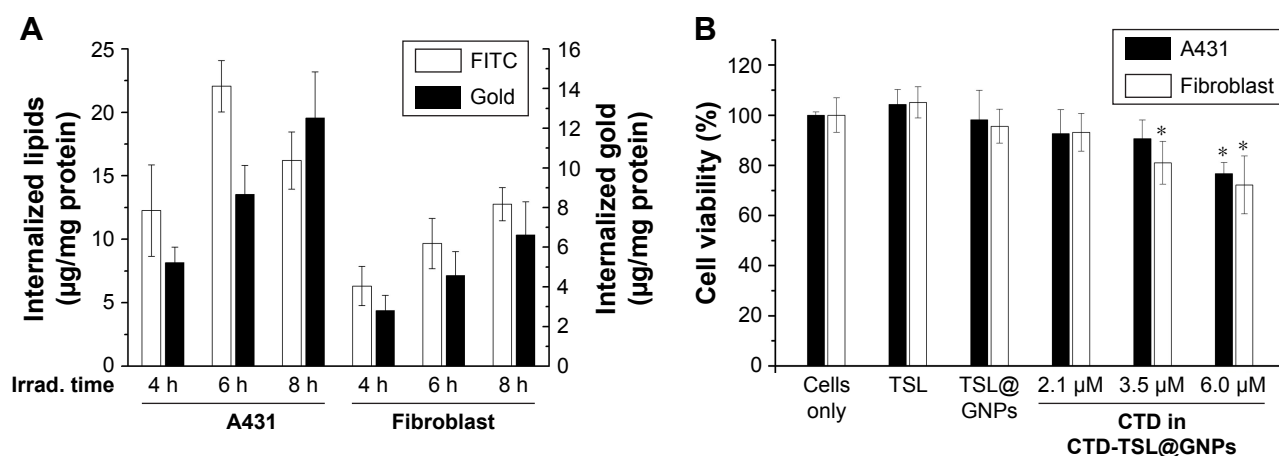 A
Internalized lipids
(µg/mg protein)
25
20
15
10
5
0
FITC
Gold
16
14
12
10
8
6
4
2
0
Internalized gold
(µg/mg protein)
Irrad. time 4 h 6 h 8 h 4 h 6 h 8 h
A431 Fibroblast
B
Cell viability (%)
120
100
80
60
40
20
0
A431
Fibroblast
*
* *
Cells
only
TSL
TSL@
GNPs
2.1 µM 3.5 µM 6.0 µM
CTD in
CTD-TSL@GNPs